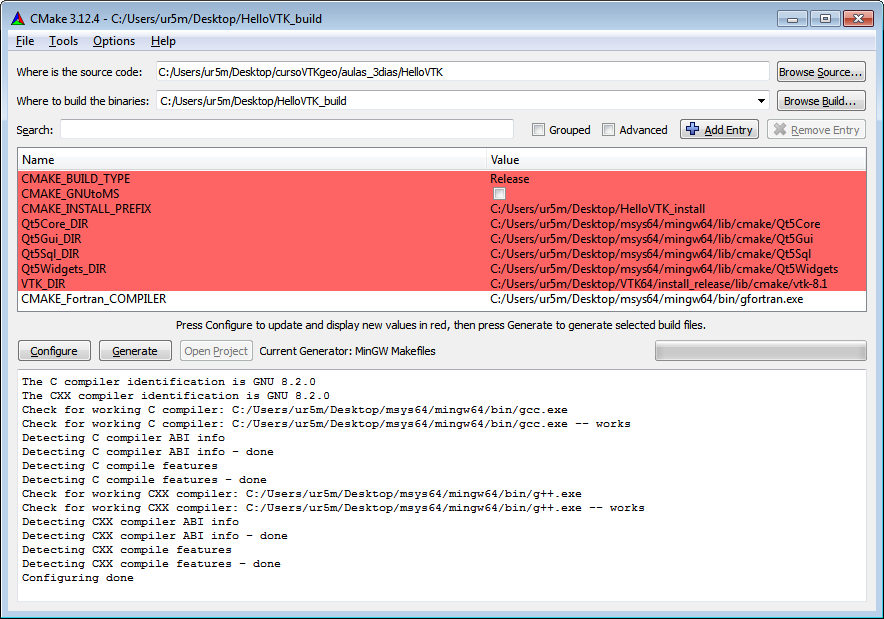 CMake 3.12.4 - C:/Users/ur5m/Desktop/HelloVTK_build
File Tools Options Help
Where is the source code: C:/Users/ur5m/Desktop/cursoVTKgeo/aulas_3dias/HelloVTK Browse Source...
Where to build the binaries: C:/Users/ur5m/Desktop/HelloVTK_build Browse Build...
Search: Grouped Advanced Add Entry Remove Entry
Name Value
CMAKE_BUILD_TYPE Release
CMAKE_GNUtoMS
CMAKE_INSTALL_PREFIX C:/Users/ur5m/Desktop/HelloVTK_install
Qt5Core_DIR C:/Users/ur5m/Desktop/msys64/mingw64/lib/cmake/Qt5Core
Qt5Gui_DIR C:/Users/ur5m/Desktop/msys64/mingw64/lib/cmake/Qt5Gui
Qt5Sql_DIR C:/Users/ur5m/Desktop/msys64/mingw64/lib/cmake/Qt5Sql
Qt5Widgets_DIR C:/Users/ur5m/Desktop/msys64/mingw64/lib/cmake/Qt5Widgets
VTK_DIR C:/Users/ur5m/Desktop/VTK64/install_release/lib/cmake/vtk-8.1
CMAKE_Fortran_COMPILER C:/Users/ur5m/Desktop/msys64/mingw64/bin/gfortran.exe
Press Configure to update and display new values in red, then press Generate to generate selected build files.
Configure Generate Open Project Current Generator: MinGW Makefiles
The C compiler identification is GNU 8.2.0
The CXX compiler identification is GNU 8.2.0
Check for working C compiler: C:/Users/ur5m/Desktop/msys64/mingw64/bin/gcc.exe
Check for working C compiler: C:/Users/ur5m/Desktop/msys64/mingw64/bin/gcc.exe -- works
Detecting C compiler ABI info
Detecting C compiler ABI info - done
Detecting C compile features
Detecting C compile features - done
Check for working CXX compiler: C:/Users/ur5m/Desktop/msys64/mingw64/bin/g++.exe
Check for working CXX compiler: C:/Users/ur5m/Desktop/msys64/mingw64/bin/g++.exe -- works
Detecting CXX compiler ABI info
Detecting CXX compiler ABI info - done
Detecting CXX compile features
Detecting CXX compile features - done
Configuring done